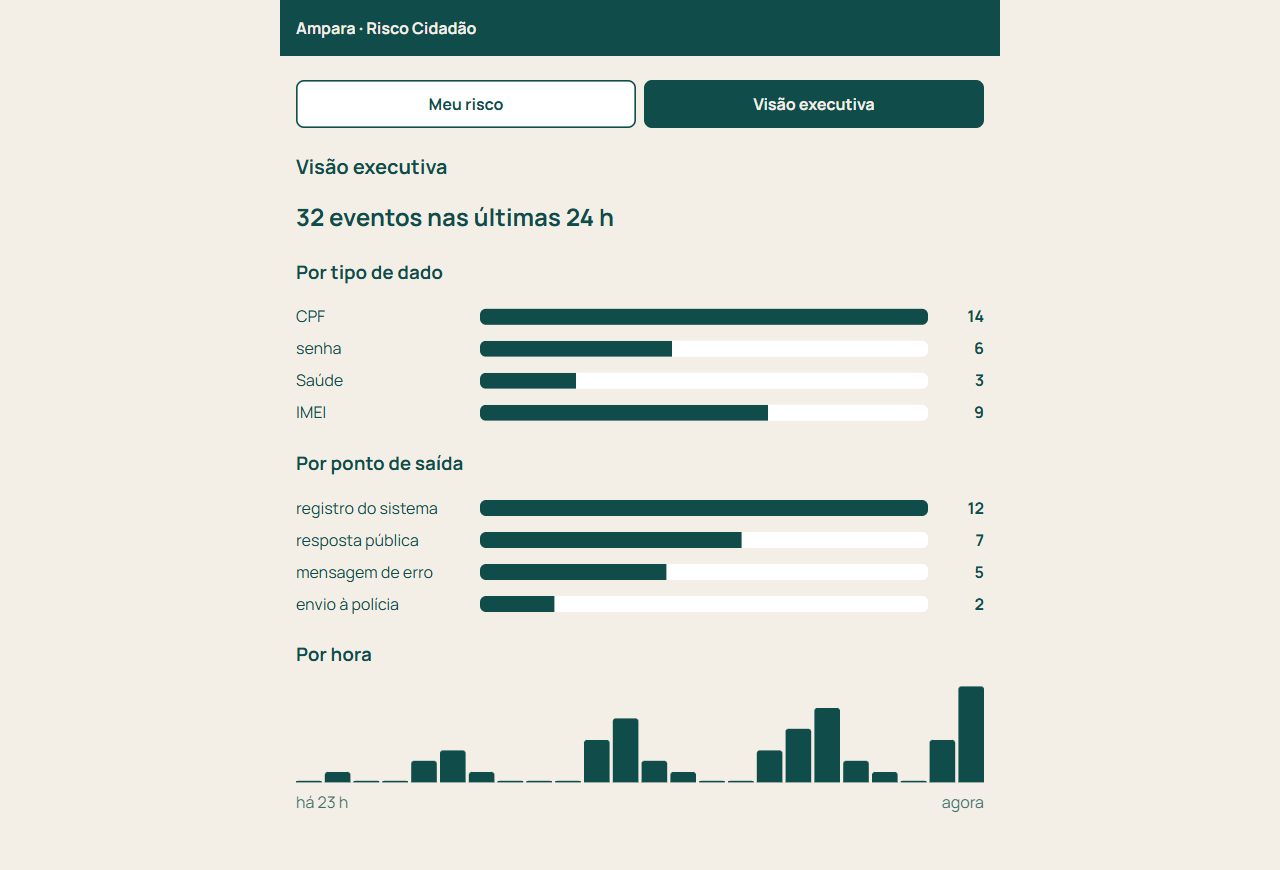 Ampara · Risco Cidadão
Meu risco
Visão executiva
Visão executiva
32 eventos nas últimas 24 h
Por tipo de dado
CPF 14
senha 6
Saúde 3
IMEI 9
Por ponto de saída
registro do sistema 12
resposta pública 7
mensagem de erro 5
envio à polícia 2
Por hora
há 23 h agora